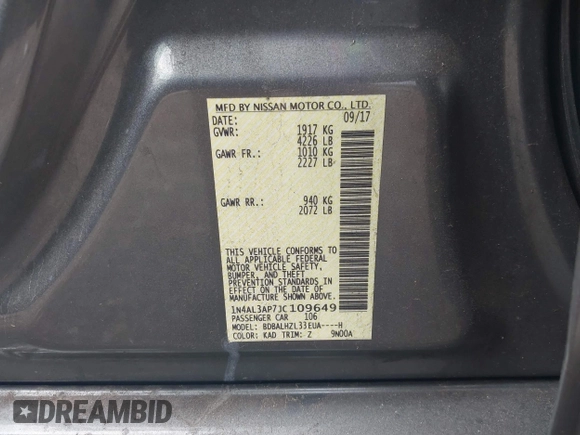 MFD BY NISSAN MOTOR CO., LTD.
DATE: 09/17
GVWR: 1917 KG
4226 LB
GAWR FR.: 1010 KG
2227 LB
GAWR RR.: 940 KG
2072 LB
THIS VEHICLE CONFORMS TO
ALL APPLICABLE FEDERAL
MOTOR VEHICLE SAFETY,
BUMPER, AND THEFT
PREVENTION STANDARDS IN
EFFECT ON THE DATE OF
MANUFACTURE SHOWN ABOVE.
1N4AL3AP7JC109649
PASSENGER CAR 106
MODEL: BDBALHZL33EUA----H
COLOR: KAD TRIM: Z 9N00A
DREAMBID